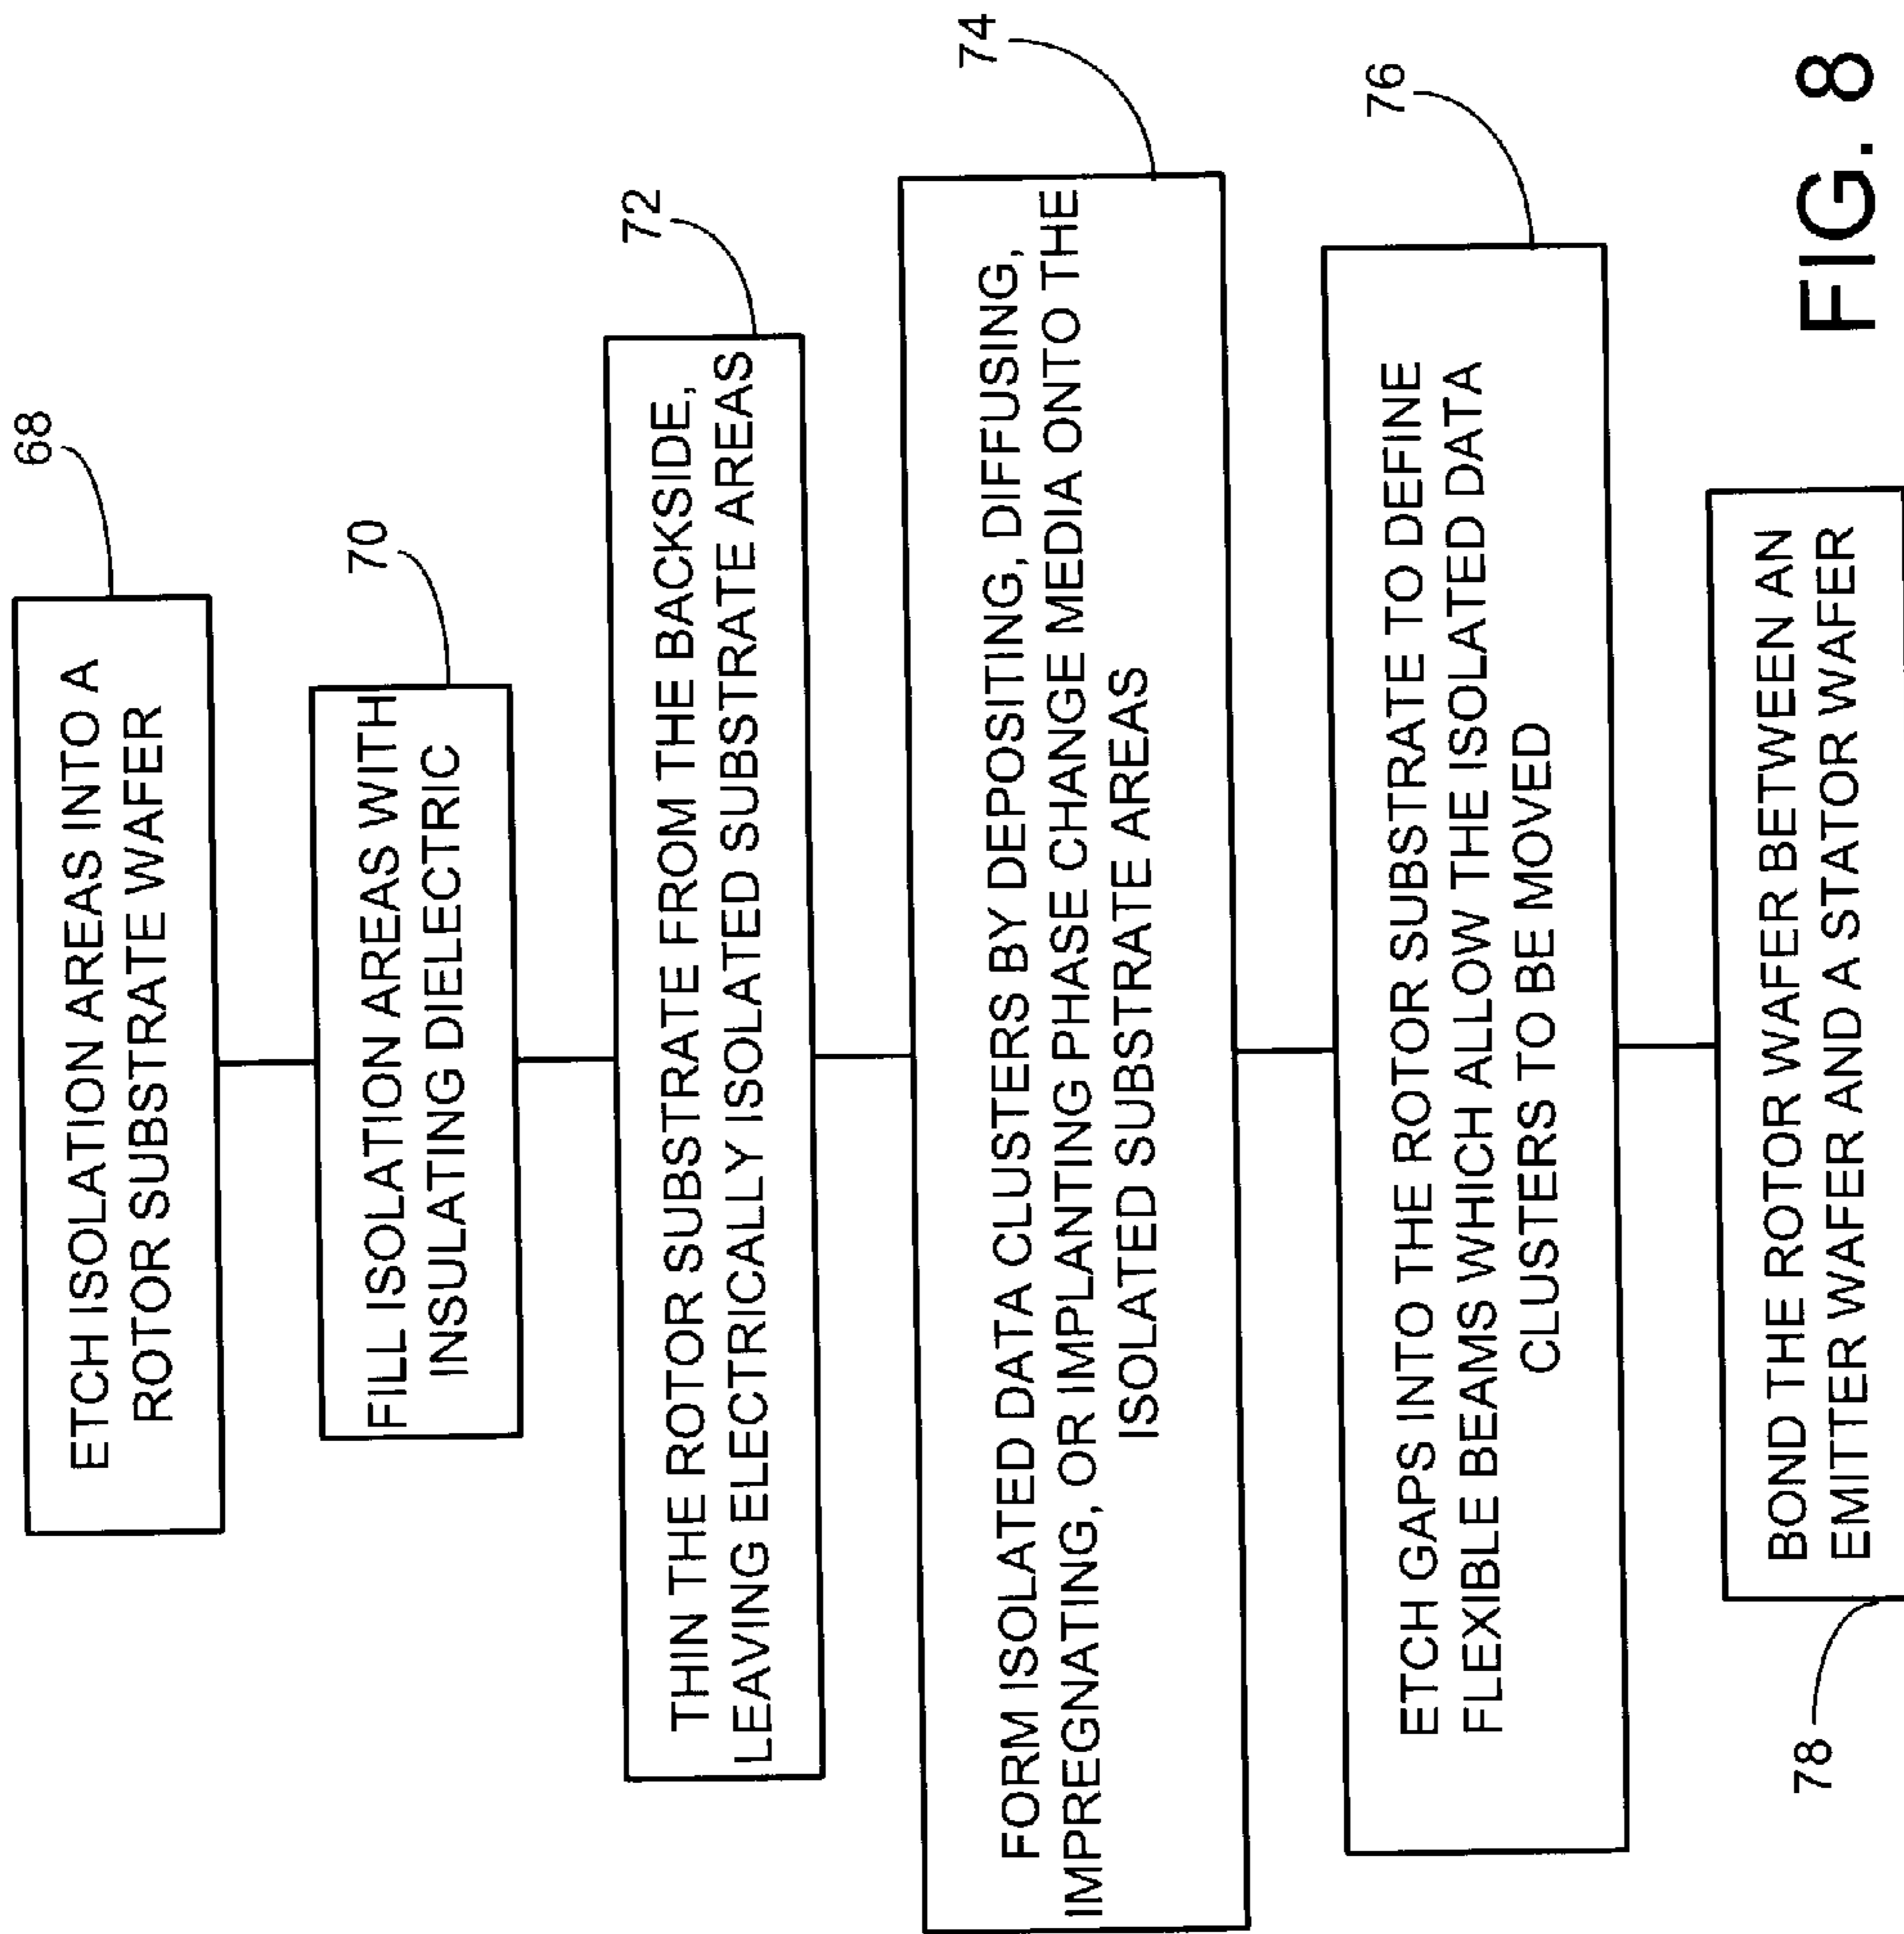 68
ETCH ISOLATION AREAS INTO A
ROTOR SUBSTRATE WAFER
70
FILL ISOLATION AREAS WITH
INSULATING DIELECTRIC
72
THIN THE ROTOR SUBSTRATE FROM THE BACKSIDE,
LEAVING ELECTRICALLY ISOLATED SUBSTRATE AREAS
74
FORM ISOLATED DATA CLUSTERS BY DEPOSITING, DIFFUSING,
IMPREGNATING, OR IMPLANTING PHASE CHANGE MEDIA ONTO THE
ISOLATED SUBSTRATE AREAS
76
ETCH GAPS INTO THE ROTOR SUBSTRATE TO DEFINE
FLEXIBLE BEAMS WHICH ALLOW THE ISOLATED DATA
CLUSTERS TO BE MOVED
78
BOND THE ROTOR WAFER BETWEEN AN
EMITTER WAFER AND A STATOR WAFER
FIG. 8